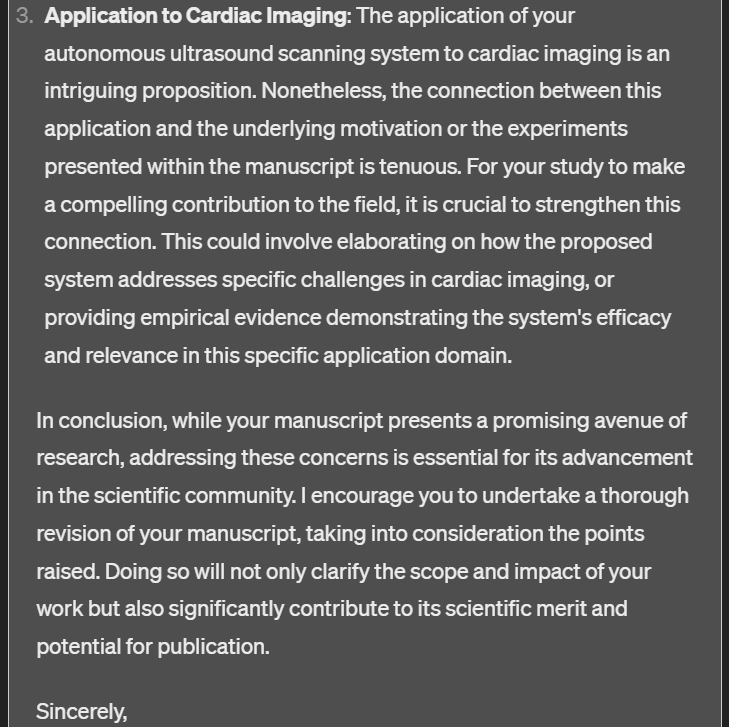 3. Application to Cardiac Imaging: The application of your
autonomous ultrasound scanning system to cardiac imaging is an
intriguing proposition. Nonetheless, the connection between this
application and the underlying motivation or the experiments
presented within the manuscript is tenuous. For your study to make
a compelling contribution to the field, it is crucial to strengthen this
connection. This could involve elaborating on how the proposed
system addresses specific challenges in cardiac imaging, or
providing empirical evidence demonstrating the system's efficacy
and relevance in this specific application domain.
In conclusion, while your manuscript presents a promising avenue of
research, addressing these concerns is essential for its advancement
in the scientific community. I encourage you to undertake a thorough
revision of your manuscript, taking into consideration the points
raised. Doing so will not only clarify the scope and impact of your
work but also significantly contribute to its scientific merit and
potential for publication.
Sincerely,